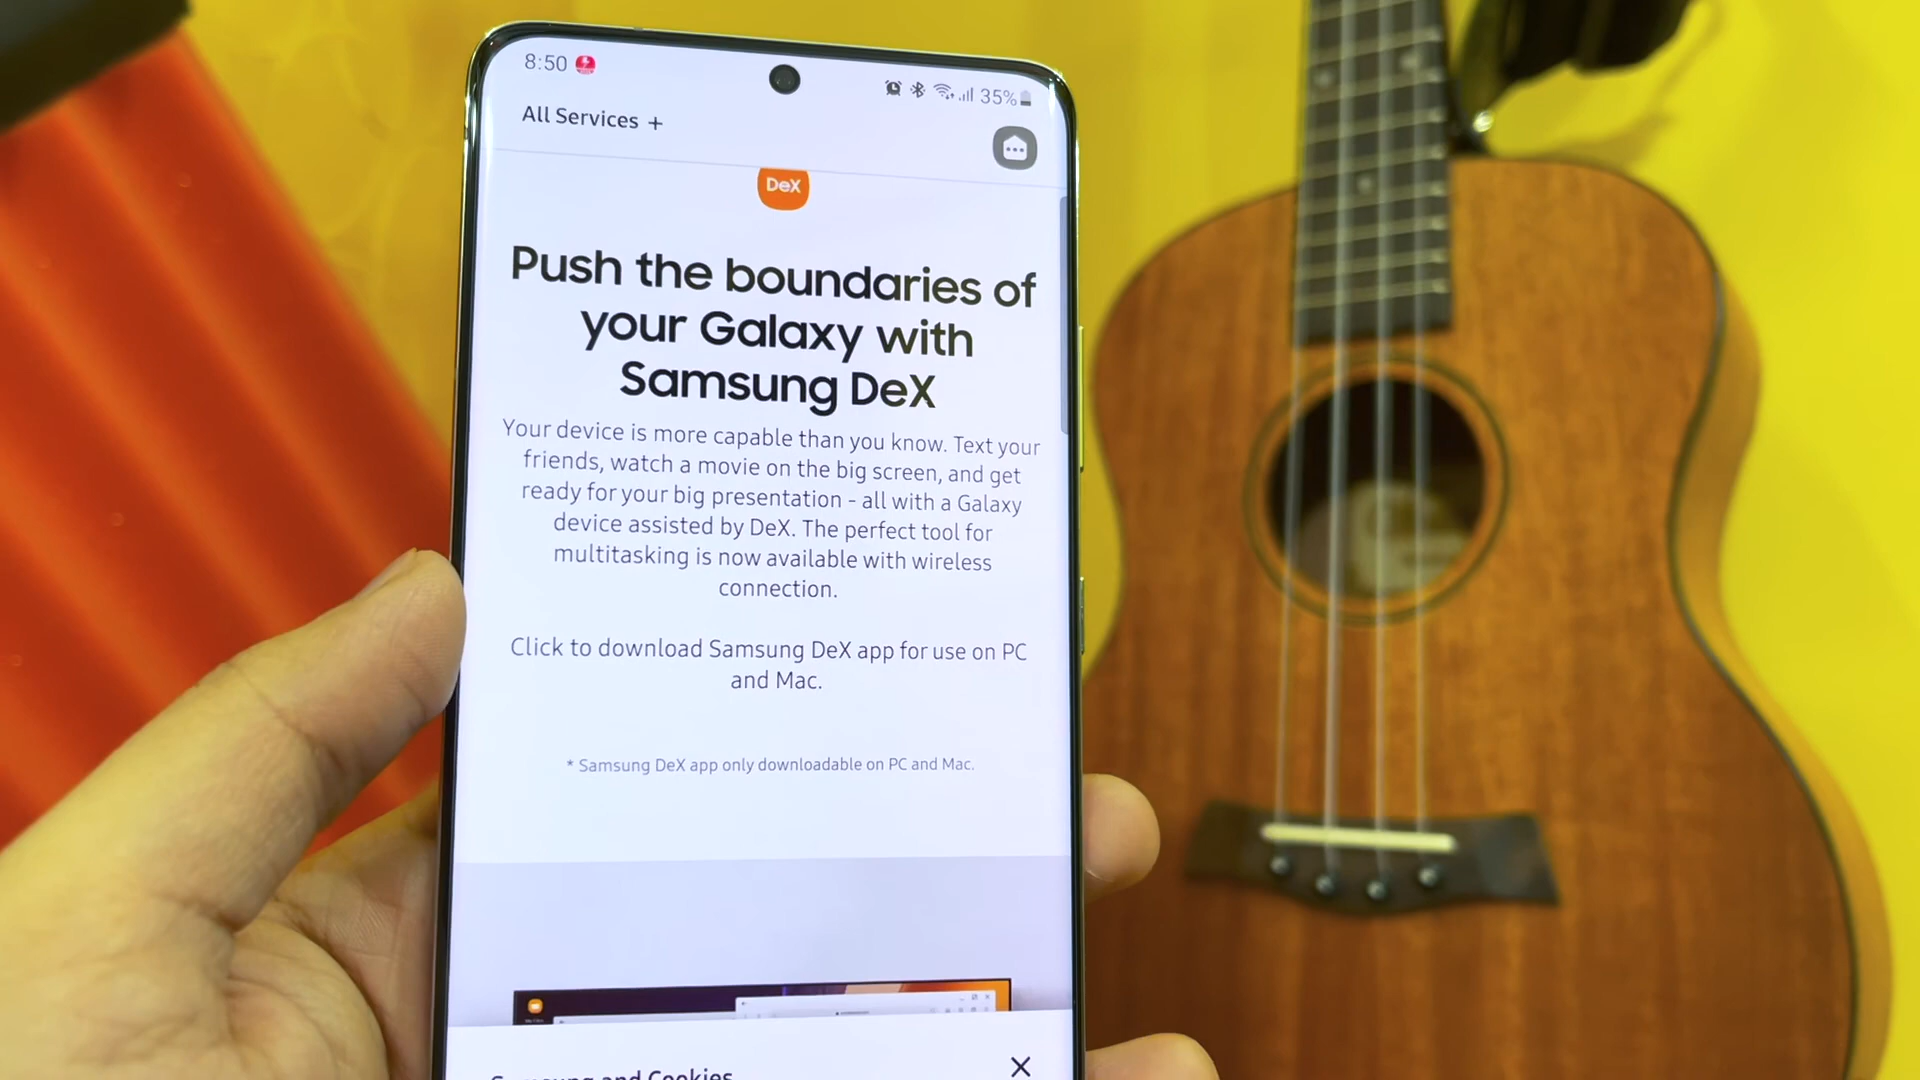 8:50
35%
All Services +
DeX
Push the boundaries of
your Galaxy with
Samsung DeX
Your device is more capable than you know. Text your
friends, watch a movie on the big screen, and get
ready for your big presentation - all with a Galaxy
device assisted by DeX. The perfect tool for
multitasking is now available with wireless
connection.
Click to download Samsung DeX app for use on PC
and Mac.
* Samsung DeX app only downloadable on PC and Mac.
Samsung and Cookies